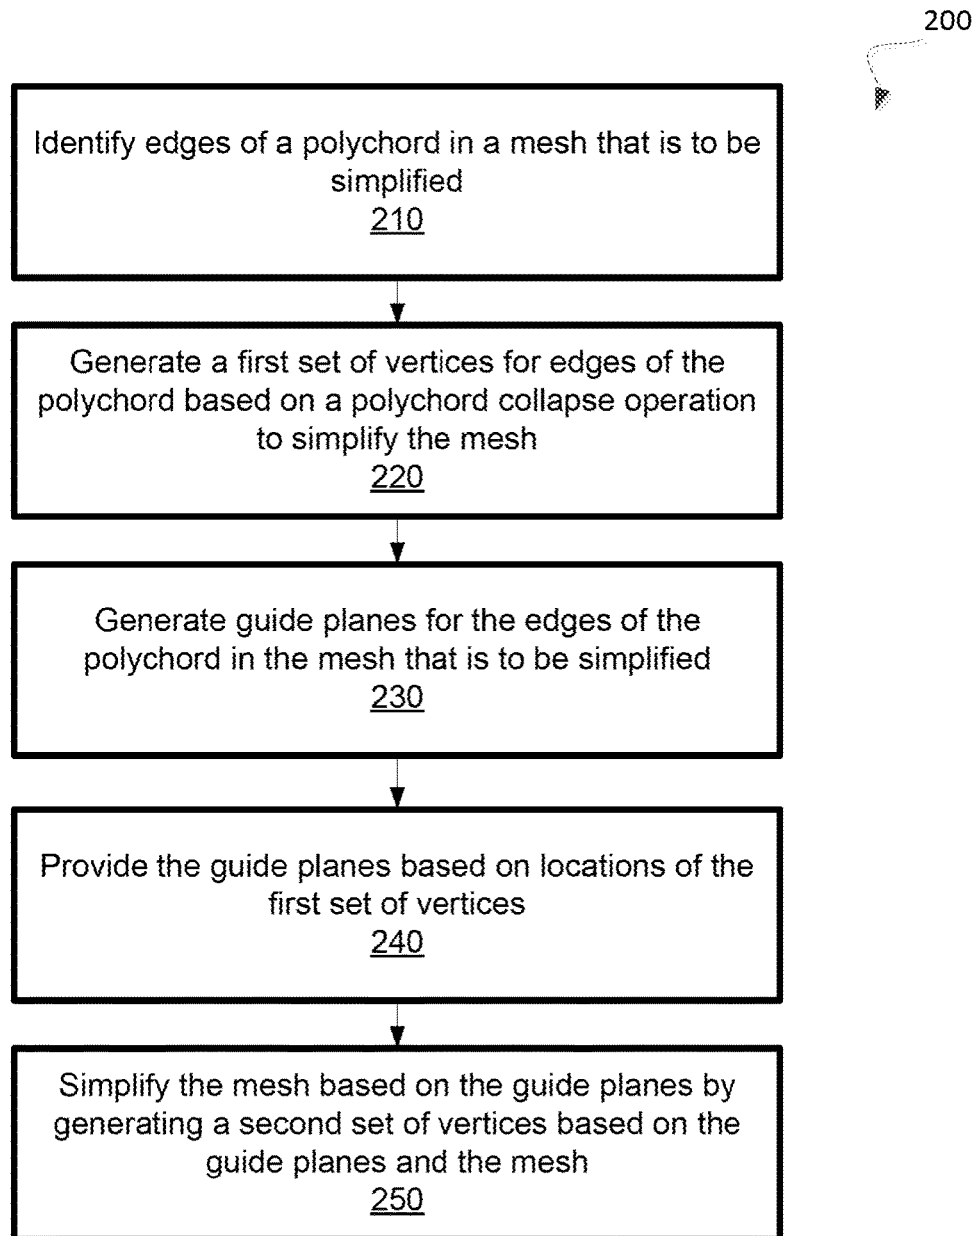 200
Identify edges of a polychord in a mesh that is to be
simplified
210
Generate a first set of vertices for edges of the
polychord based on a polychord collapse operation
to simplify the mesh
220
Generate guide planes for the edges of the
polychord in the mesh that is to be simplified
230
Provide the guide planes based on locations of the
first set of vertices
240
Simplify the mesh based on the guide planes by
generating a second set of vertices based on the
guide planes and the mesh
250